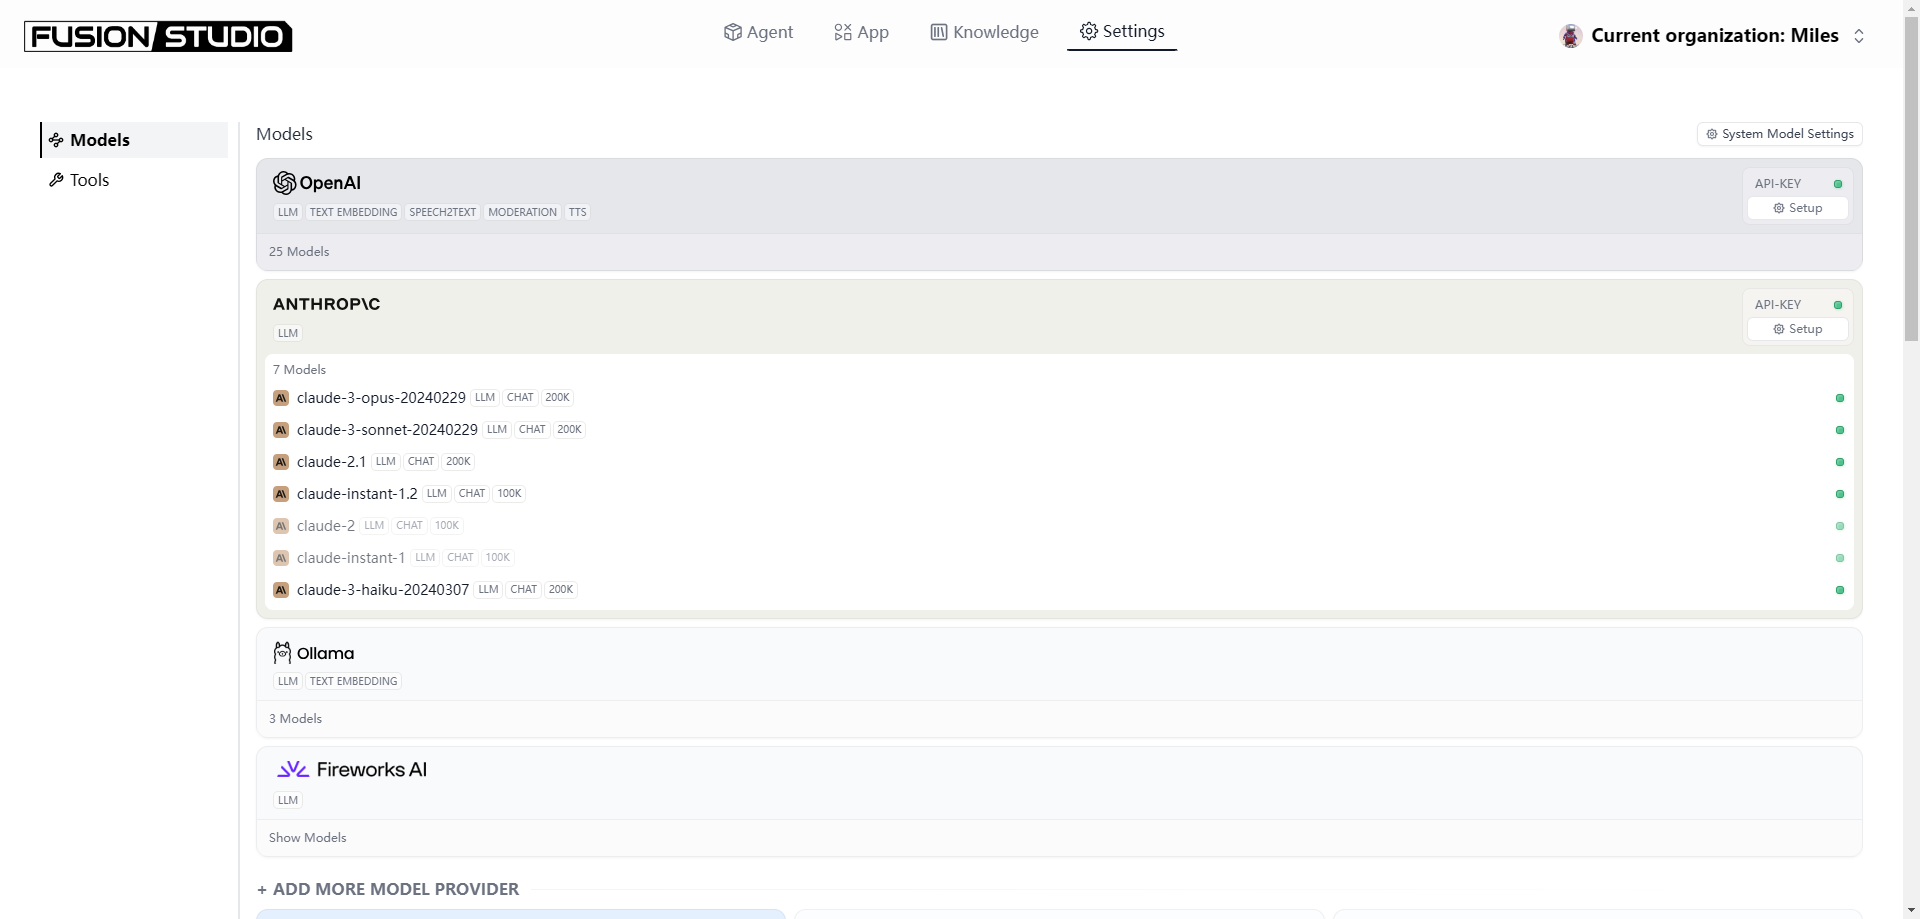 FUSION STUDIO
Agent
App
Knowledge
Settings
Current organization: Miles
Models
Tools
Models
System Model Settings
OpenAI
LLM TEXT EMBEDDING SPEECH2TEXT MODERATION TTS
API-KEY
Setup
25 Models
ANTHROP\C
LLM
API-KEY
Setup
7 Models
claude-3-opus-20240229 LLM CHAT 200K
claude-3-sonnet-20240229 LLM CHAT 200K
claude-2.1 LLM CHAT 200K
claude-instant-1.2 LLM CHAT 100K
claude-2 LLM CHAT 100K
claude-instant-1 LLM CHAT 100K
claude-3-haiku-20240307 LLM CHAT 200K
Ollama
LLM TEXT EMBEDDING
3 Models
Fireworks AI
LLM
Show Models
+ ADD MORE MODEL PROVIDER